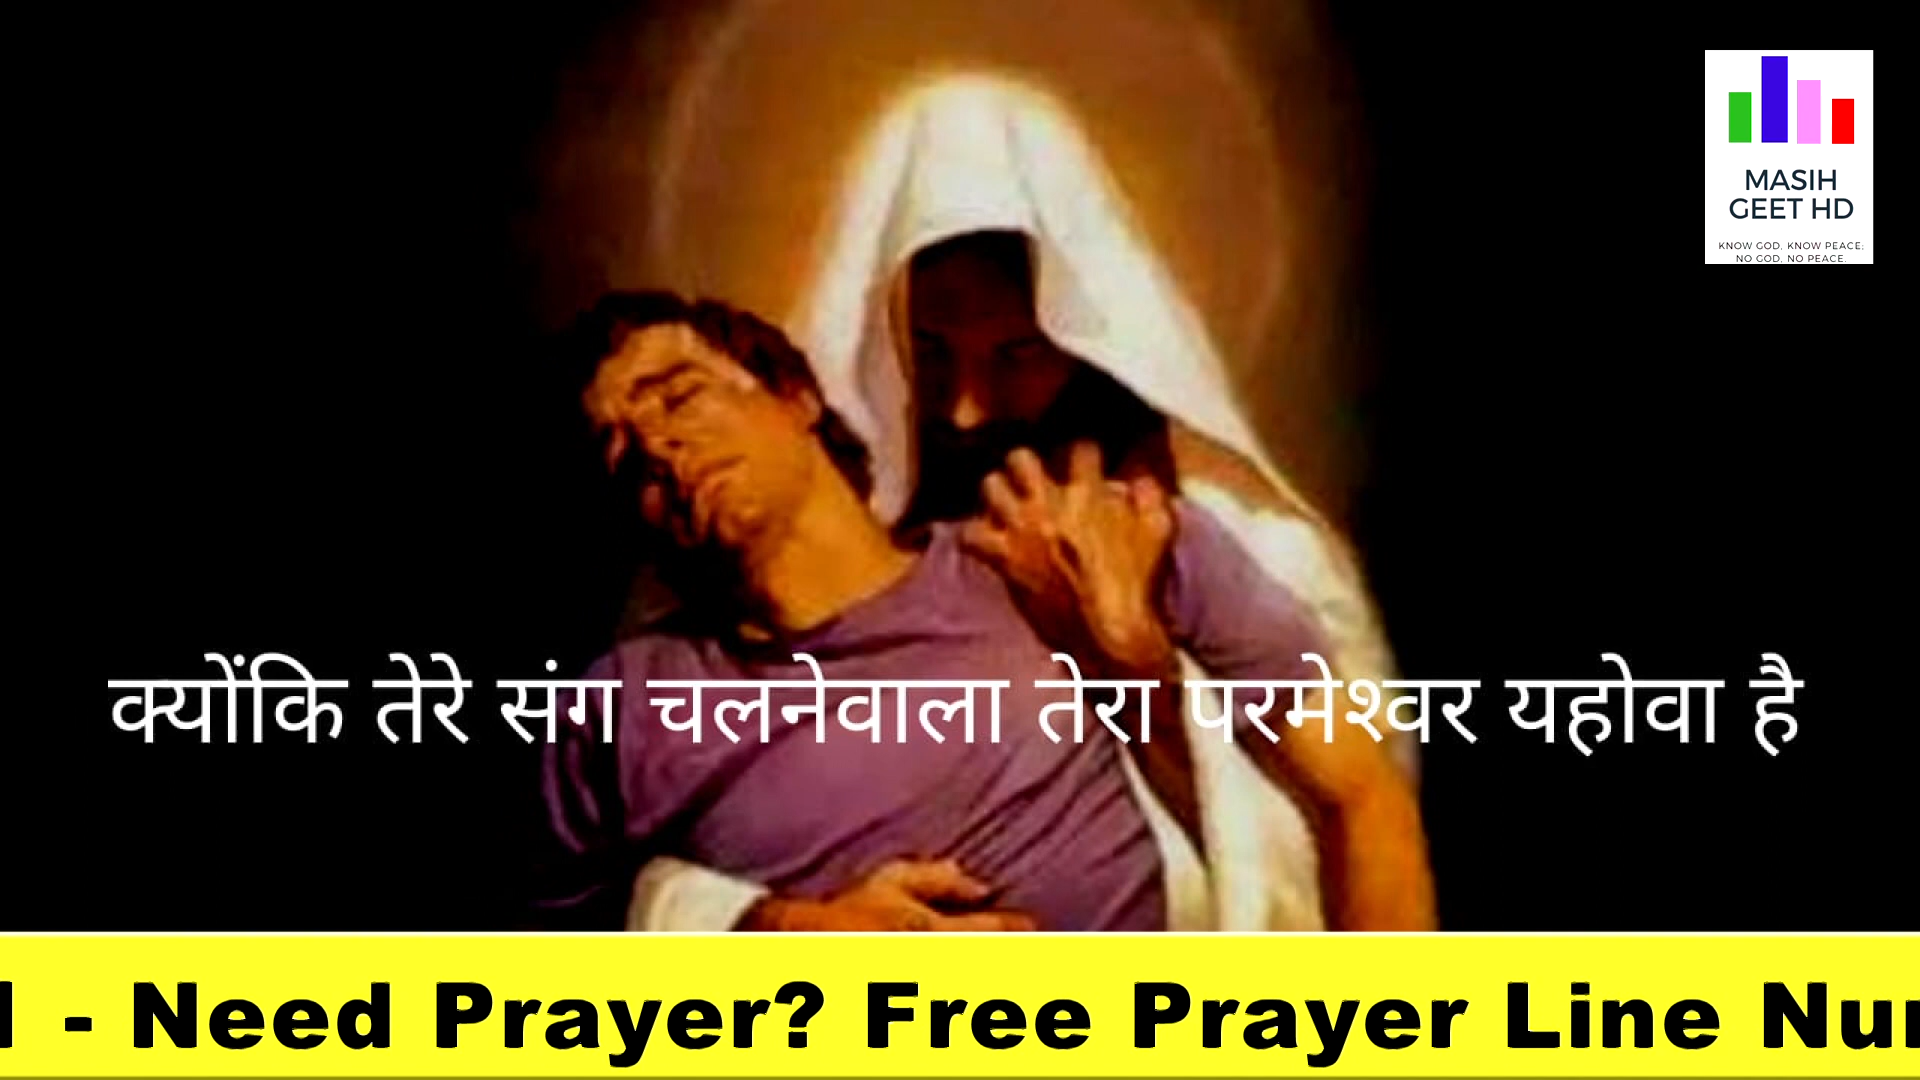 MASIH
GEET HD
KNOW GOD, KNOW PEACE;
NO GOD, NO PEACE.
क्योंकि तेरे संग चलनेवाला तेरा परमेश्वर यहोवा है
- Need Prayer? Free Prayer Line